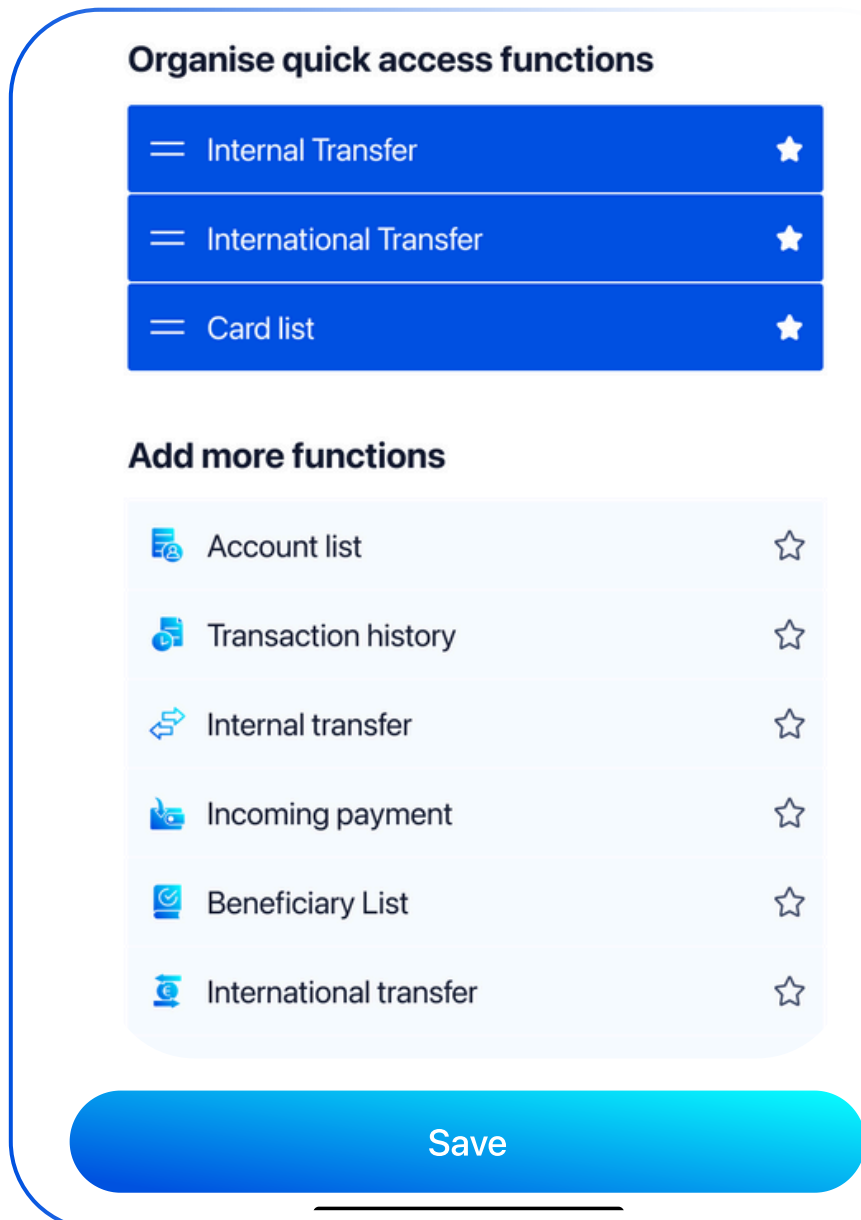 Organise quick access functions
Internal Transfer
International Transfer
Card list
Add more functions
Account list
Transaction history
Internal transfer
Incoming payment
Beneficiary List
International transfer
Save